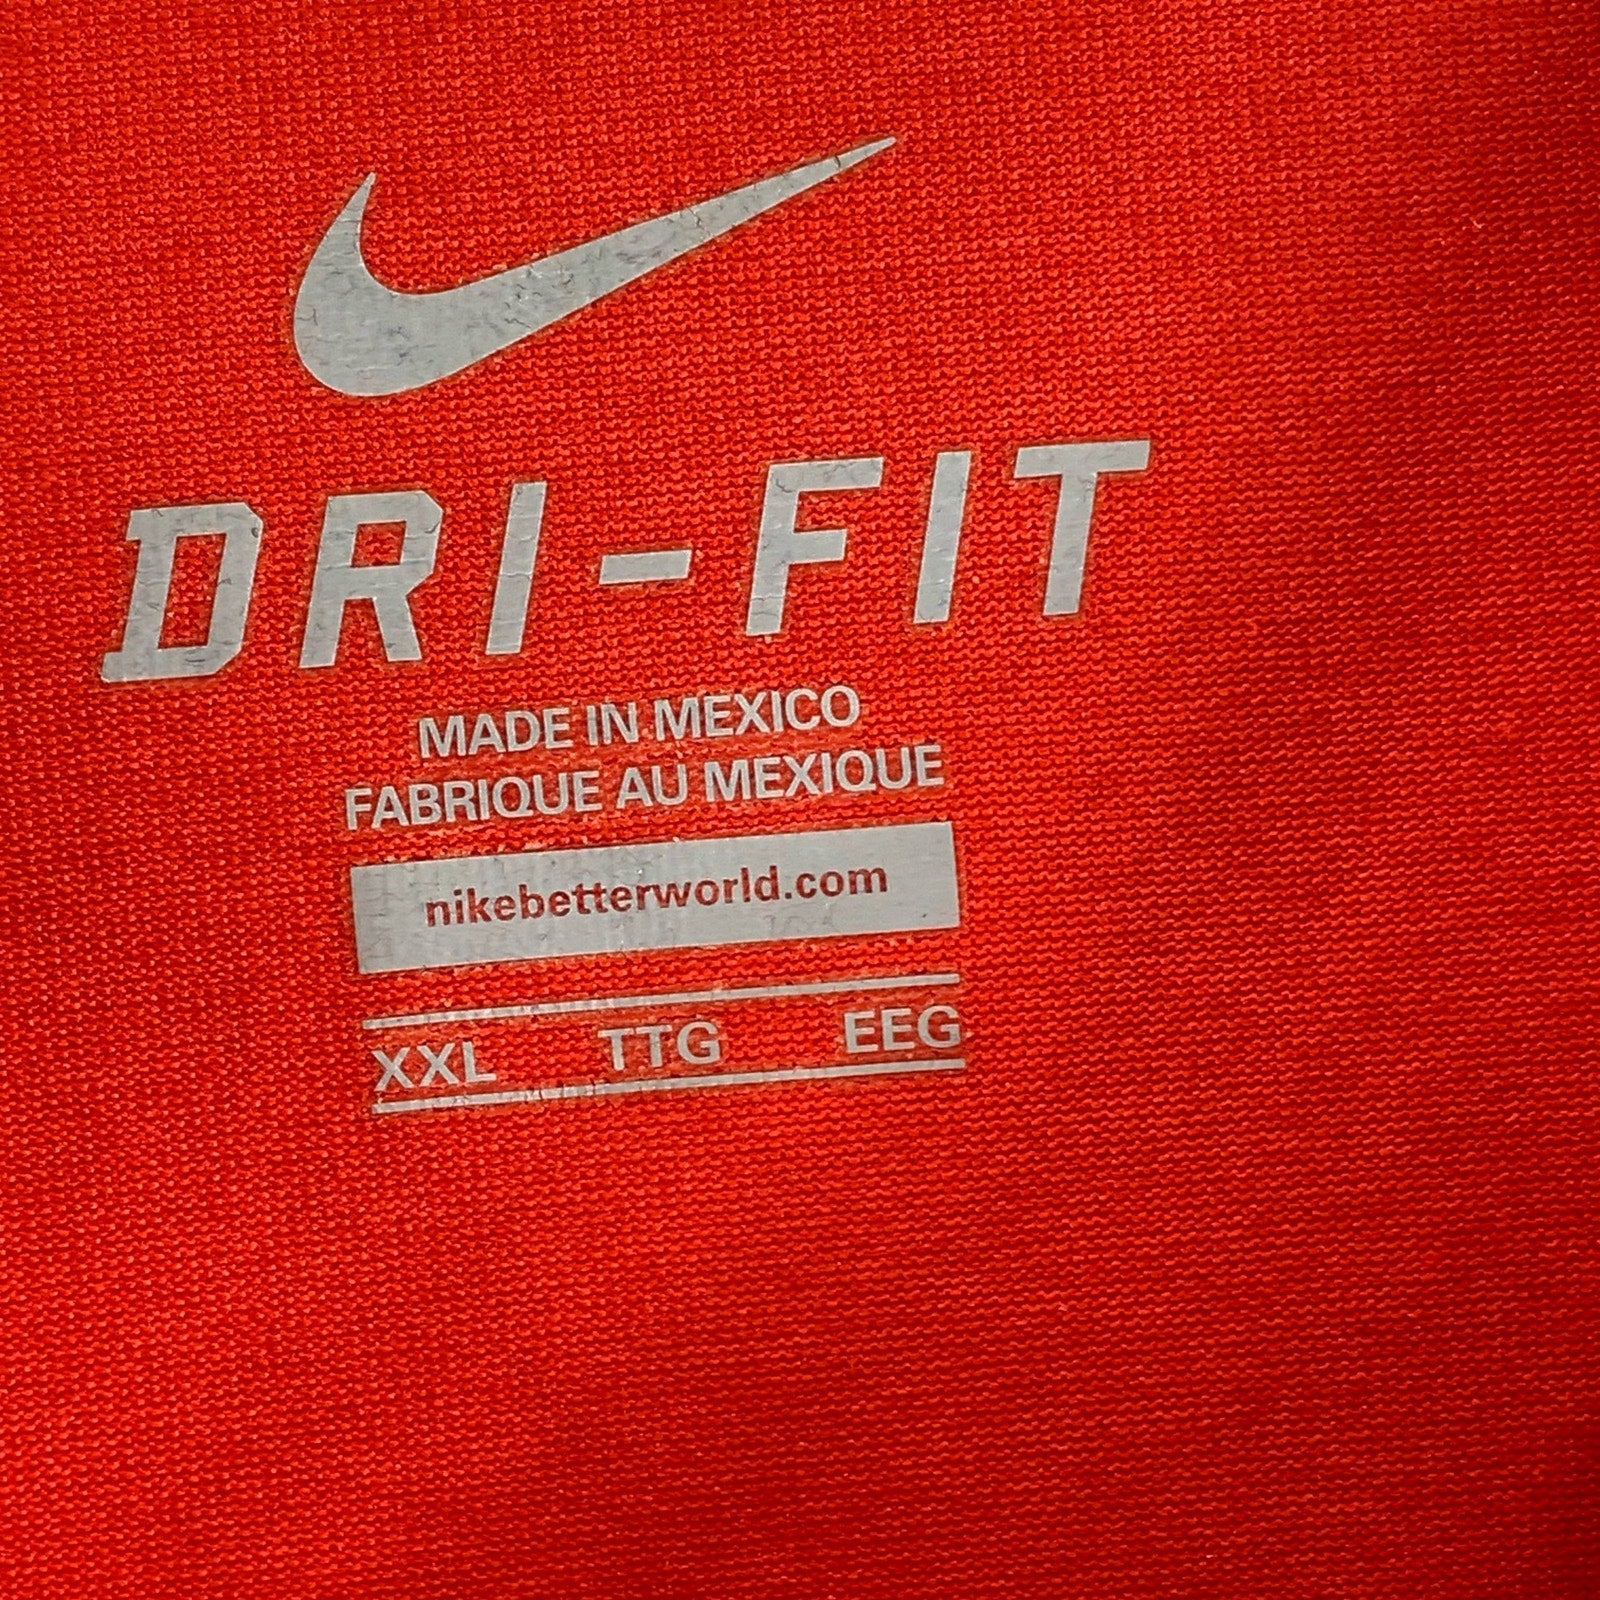 DRI-FIT
MADE IN MEXICO
FABRIQUE AU MEXIQUE
nikebetterworld.com
XXL TTG EEG